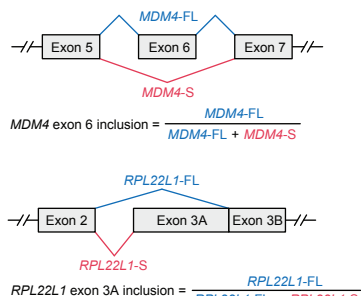 MDM4-FL
Exon 5 Exon 6 Exon 7
MDM4-S
MDM4 exon 6 inclusion = MDM4-FL
MDM4-FL + MDM4-S
RPL22L1-FL
Exon 2 Exon 3A Exon 3B
RPL22L1-S
RPL22L1 exon 3A inclusion = RPL22L1-FL